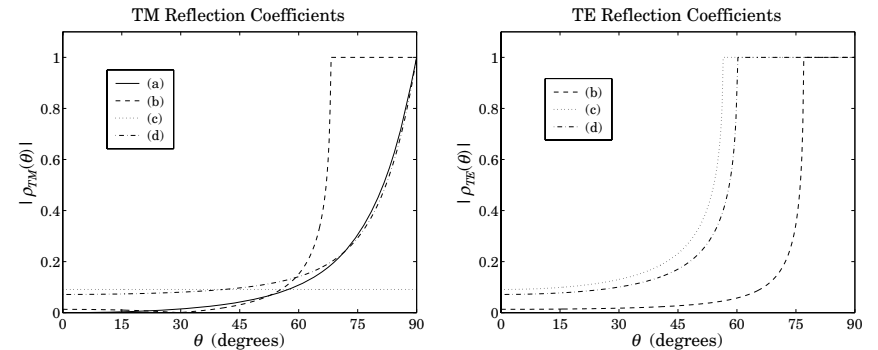 TM Reflection Coefficients
1
0.8
0.6
0.4
0.2
0
0
15
30
45
60
75
90
(a)
(b)
(c)
(d)
| ρTM(θ) |
θ (degrees)
TE Reflection Coefficients
1
0.8
0.6
0.4
0.2
0
0
15
30
45
60
75
90
(b)
(c)
(d)
| ρTE(θ) |
θ (degrees)